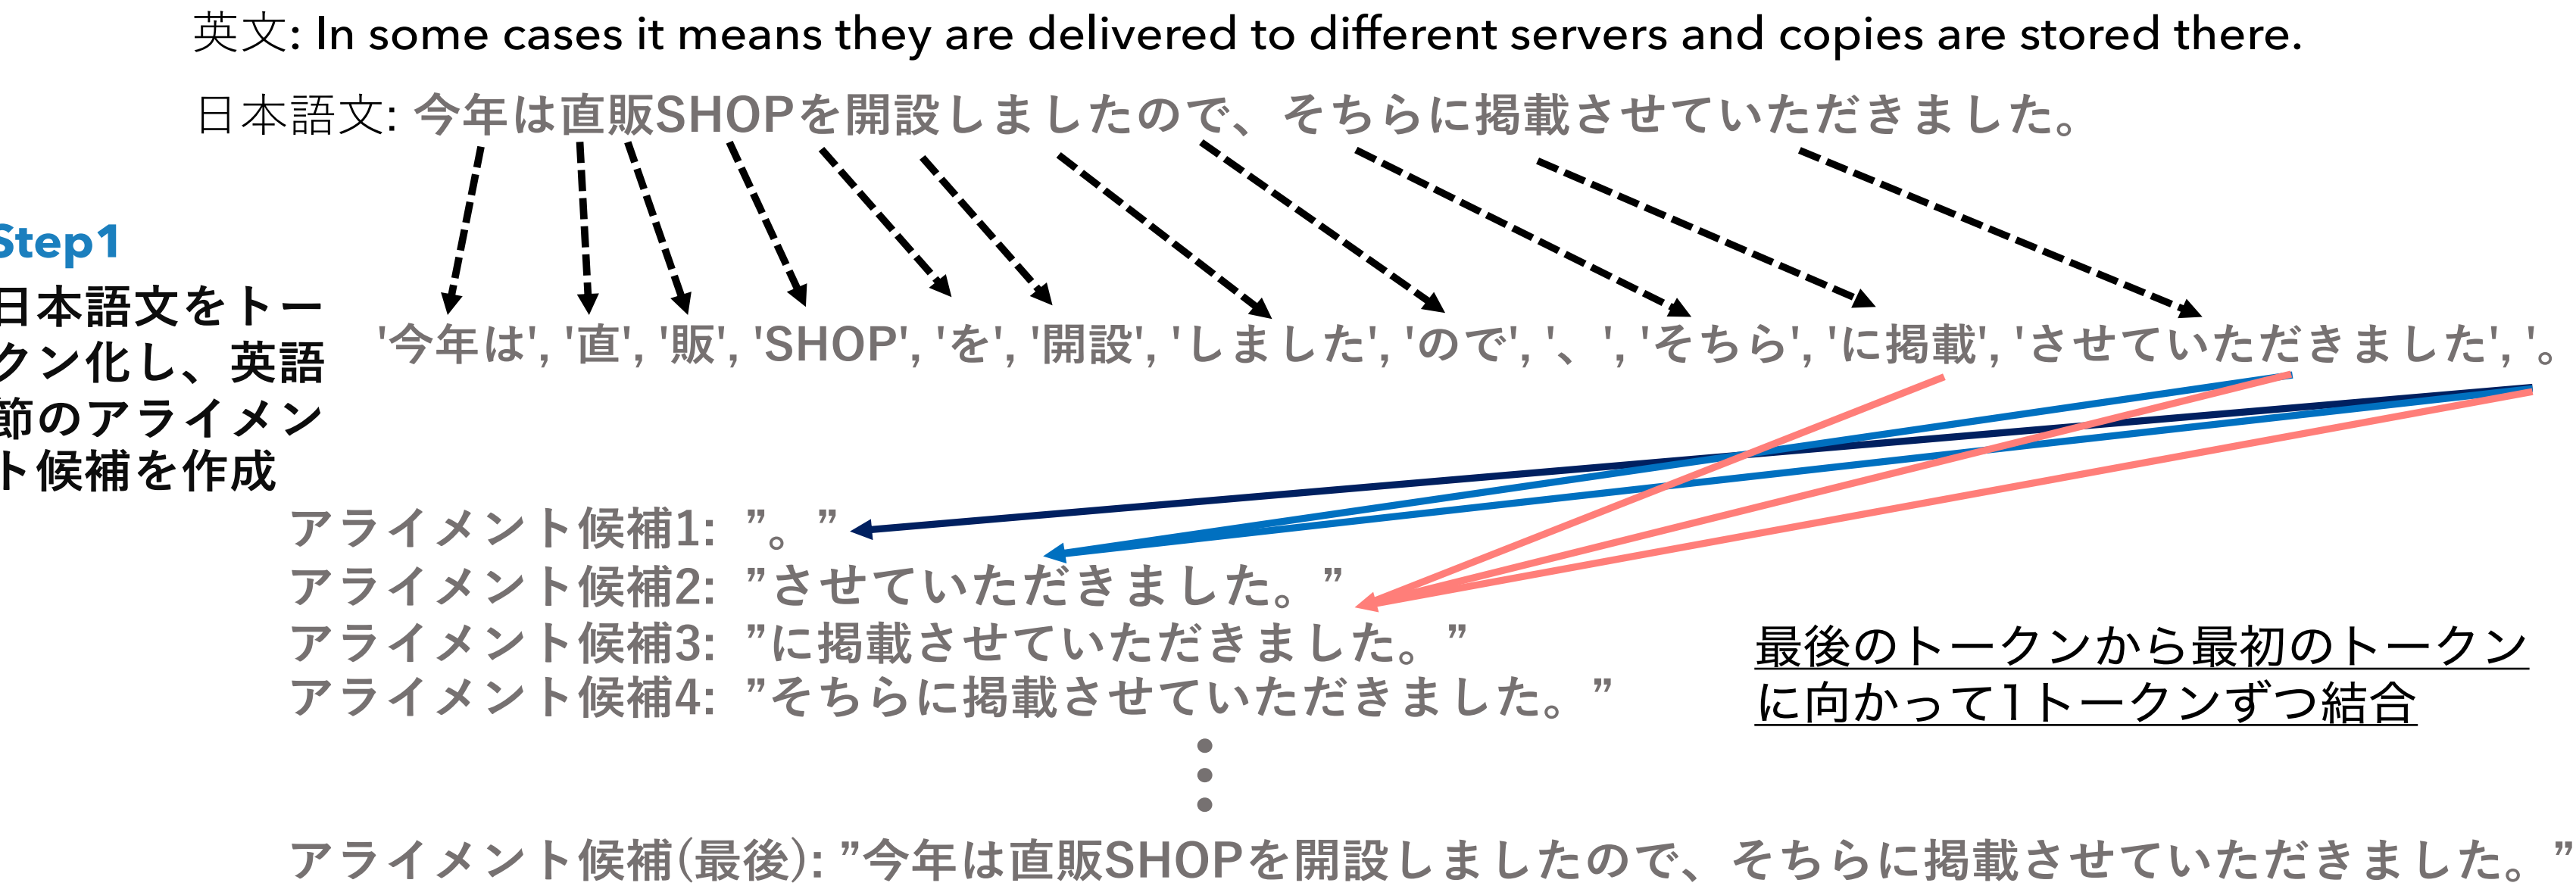 英文: In some cases it means they are delivered to different servers and copies are stored there.
日本語文: 今年は直販SHOPを開設しましたので、そちらに掲載させていただきました。
Step1
日本語文をトー
クン化し、英語
節のアライメン
ト候補を作成
'今年は', '直', '販', 'SHOP', 'を', '開設', 'しました', 'ので', '、', 'そちら', 'に掲載', 'させていただきました', '。
アライメント候補1: ”。”
アライメント候補2: ”させていただきました。”
アライメント候補3: ”に掲載させていただきました。”
アライメント候補4: ”そちらに掲載させていただきました。”
最後のトークンから最初のトークン
に向かって1トークンずつ結合
アライメント候補(最後): ”今年は直販SHOPを開設しましたので、そちらに掲載させていただきました。”